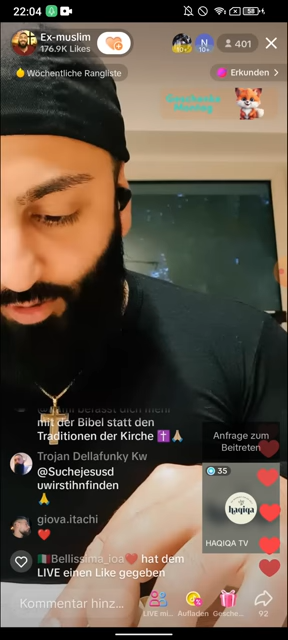 22:04
58
Ex-muslim
176.9K Likes
N
10+
401
Wöchentliche Rangliste
Erkunden >
mit der Bibel statt den
Traditionen der Kirche ✝️🙏
Trojan Dellafunky Kw
@Suchejesusd
uwirstihnfinden
🙏
giova.itachi
❤️
🇮🇹Bellissima_ioa❤️ hat dem
LIVE einen Like gegeben
Anfrage zum
Beitreten
35
haqiqa
HAQIQA TV
Kommentar hinz...
LIVE mi...
Aufladen
Gesche...
92